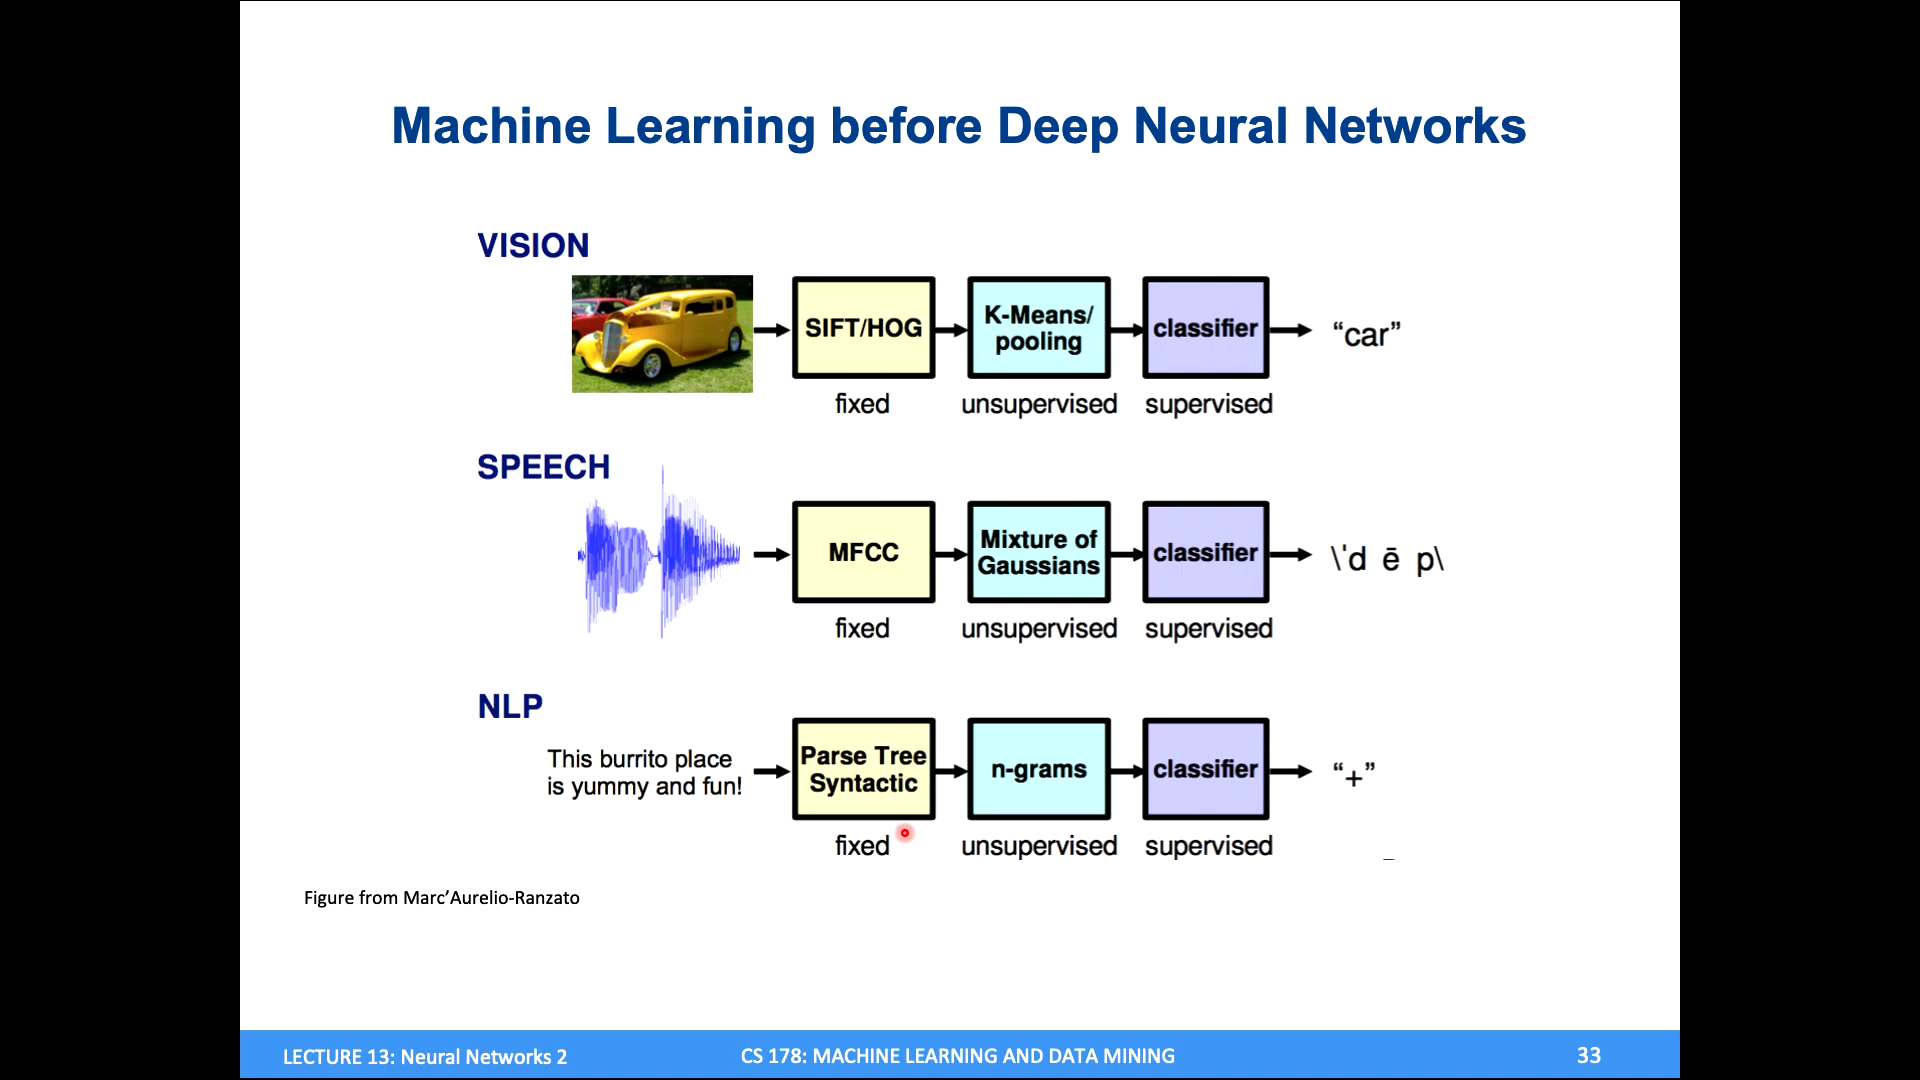 Machine Learning before Deep Neural Networks
VISION
SIFT/HOG
K-Means/
pooling
classifier
“car”
fixed
unsupervised
supervised
SPEECH
MFCC
Mixture of
Gaussians
classifier
\ˈd ē p\
fixed
unsupervised
supervised
NLP
This burrito place
is yummy and fun!
Parse Tree
Syntactic
n-grams
classifier
“+”
fixed
unsupervised
supervised
Figure from Marc’Aurelio-Ranzato
LECTURE 13: Neural Networks 2
CS 178: MACHINE LEARNING AND DATA MINING
33